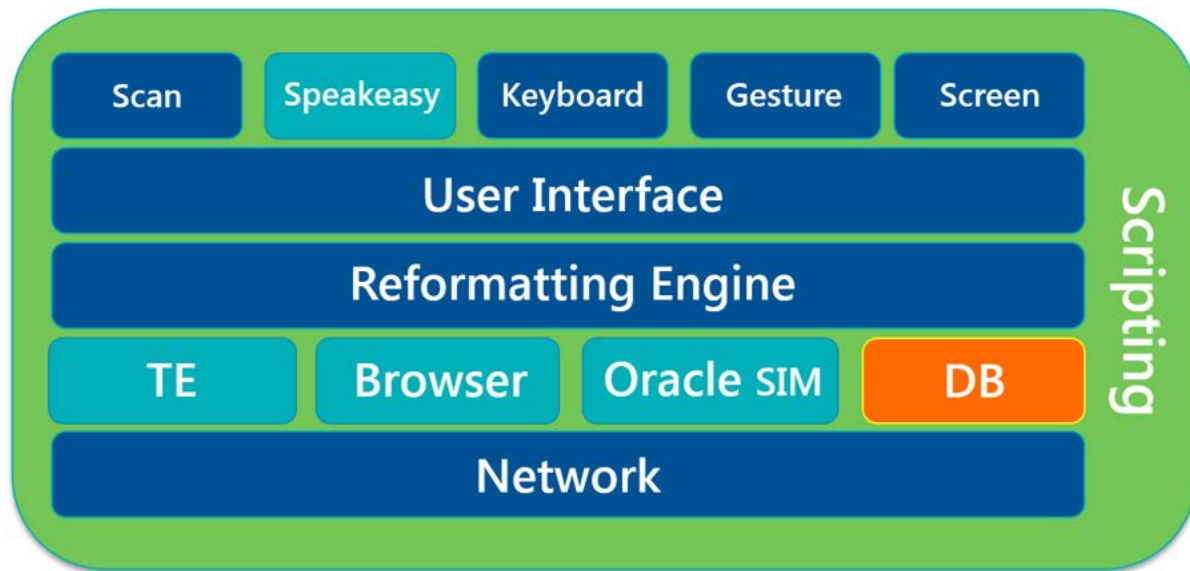 Scan
Speakeasy
Keyboard
Gesture
Screen
User Interface
Reformatting Engine
TE
Browser
Oracle SIM
DB
Network
Scripting